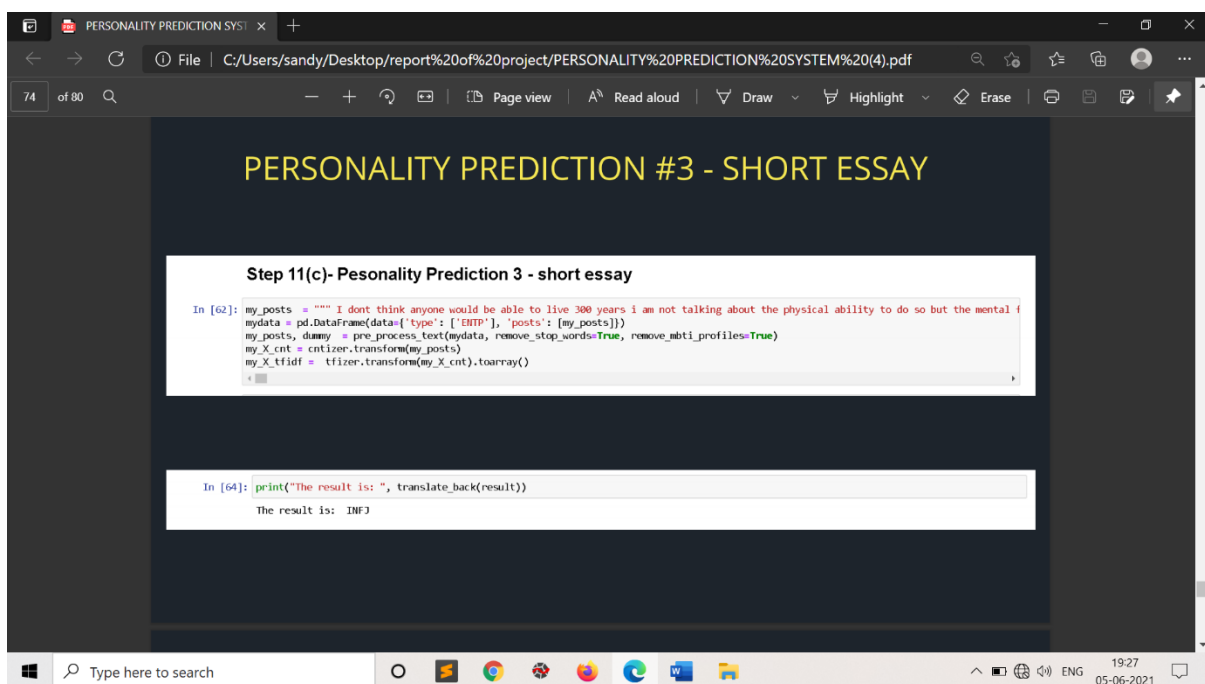 PERSONALITY PREDICTION SYST
File | C:/Users/sandy/Desktop/report%20of%20project/PERSONALITY%20PREDICTION%20SYSTEM%20(4).pdf
74 of 80 Page view Read aloud Draw Highlight Erase
PERSONALITY PREDICTION #3 - SHORT ESSAY
Step 11(c)- Pesonality Prediction 3 - short essay
In [62]: my_posts = """ I dont think anyone would be able to live 300 years i am not talking about the physical ability to do so but the mental f
mydata = pd.DataFrame(data={'type': ['ENTP'], 'posts': [my_posts]})
my_posts, dummy = pre_process_text(mydata, remove_stop_words=True, remove_mbti_profiles=True)
my_X_cnt = cntizer.transform(my_posts)
my_X_tfidf = tfizer.transform(my_X_cnt).toarray()
In [64]: print("The result is: ", translate_back(result))
The result is: INFJ
Type here to search
ENG
19:27
05-06-2021